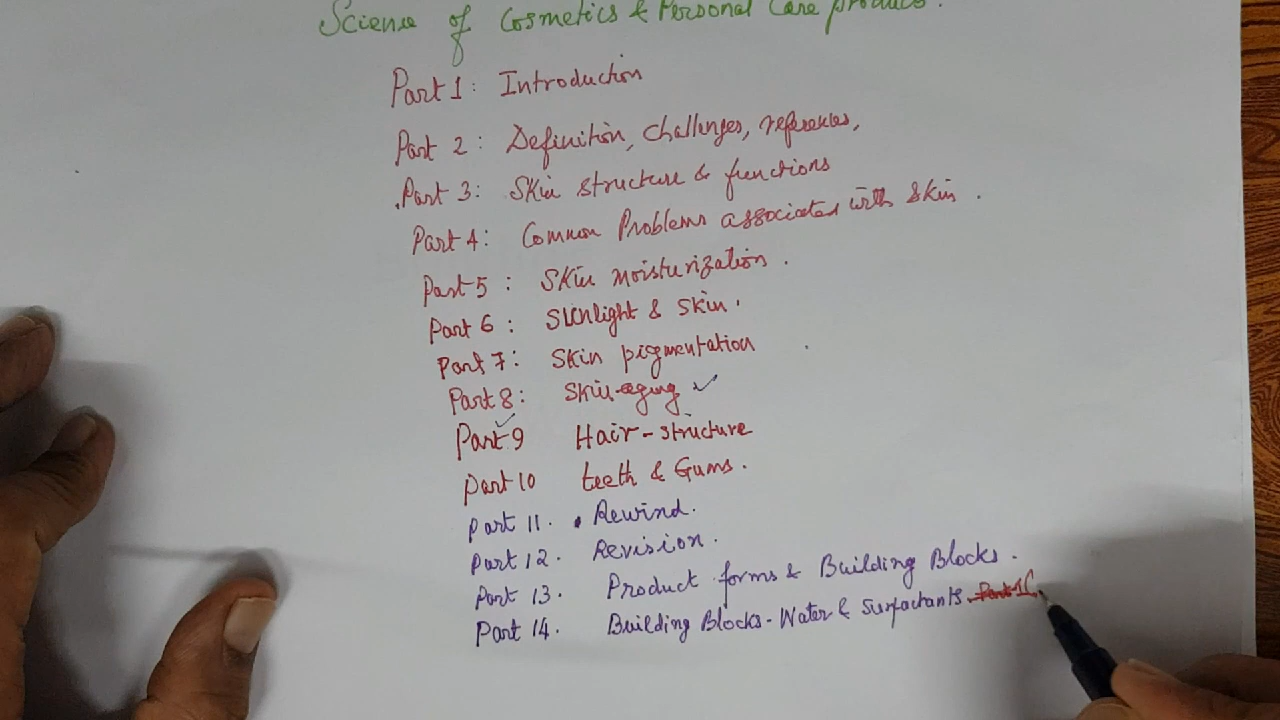 Science of Cosmetics & Personal Care products.
Part 1: Introduction
Part 2: Definition, Challenges, references,
Part 3: Skin structure & functions
Part 4: Common Problems associated with Skin.
Part 5: Skin moisturization.
Part 6: Sunlight & Skin.
Part 7: Skin pigmentation
Part 8: Skin-aging ✓
Part 9 Hair-structure
Part 10 teeth & Gums.
Part 11. Rewind.
Part 12. Revision.
Part 13. Product forms & Building Blocks.
Part 14. Building Blocks-Water & Surfactants.